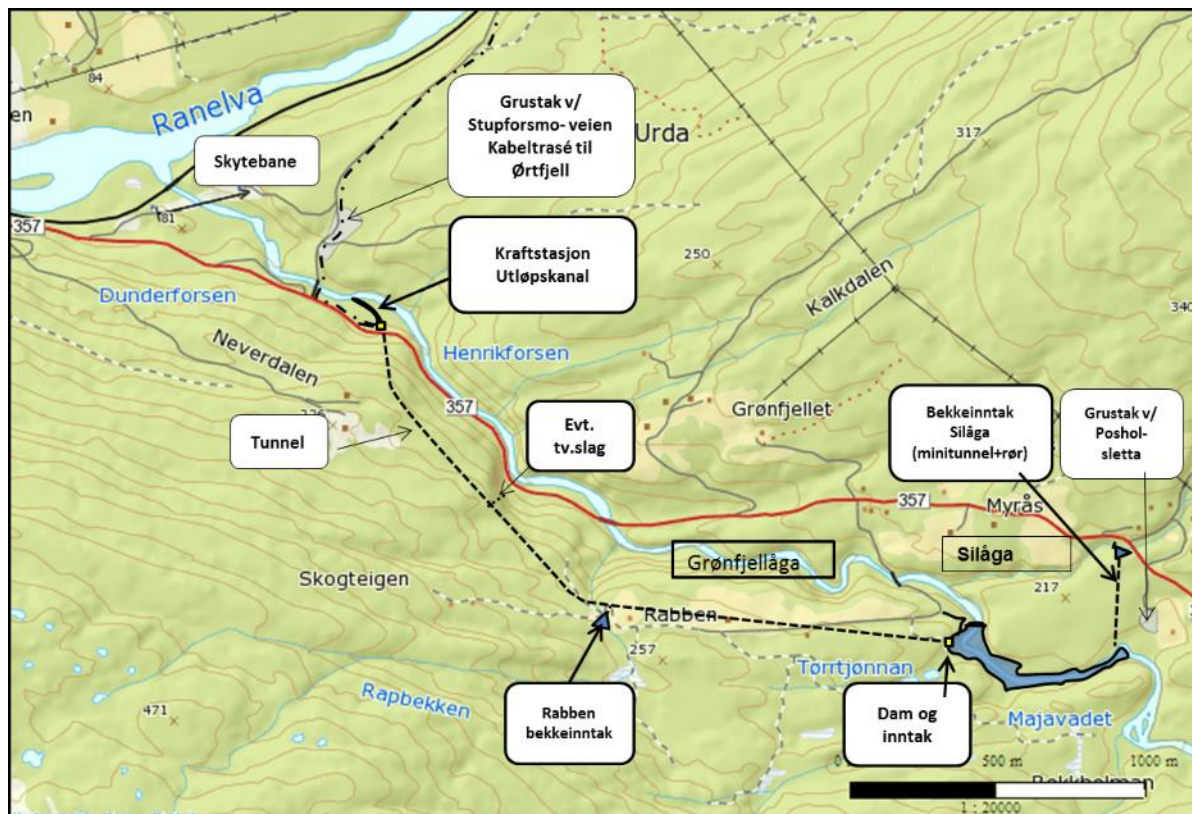 84
en
Ranelva
Grustak v/
Stupforsmo- veien
Kabeltrasé til
Ørtfjell
Urda
317
Skytebane
81
357
Kraftstasjon
Utløpskanal
250
Kalkdalen
340
Dunderforsen
Neverdalen
Henrikforsen
357
Grønfjellet
Bekkeinntak
Silåga
(minitunnel+rør)
Grustak v/
Poshol-
sletta
Tunnel
Evt.
tv.slag
357
Myrås
Grønfjellåga
Silåga
Skogteigen
217
Rabben
257
Tørrtjønnan
Rapbekken
471
Rabben
bekkeinntak
Dam og
inntak
Majavadet
0
500 m
1000 m
1 : 20000